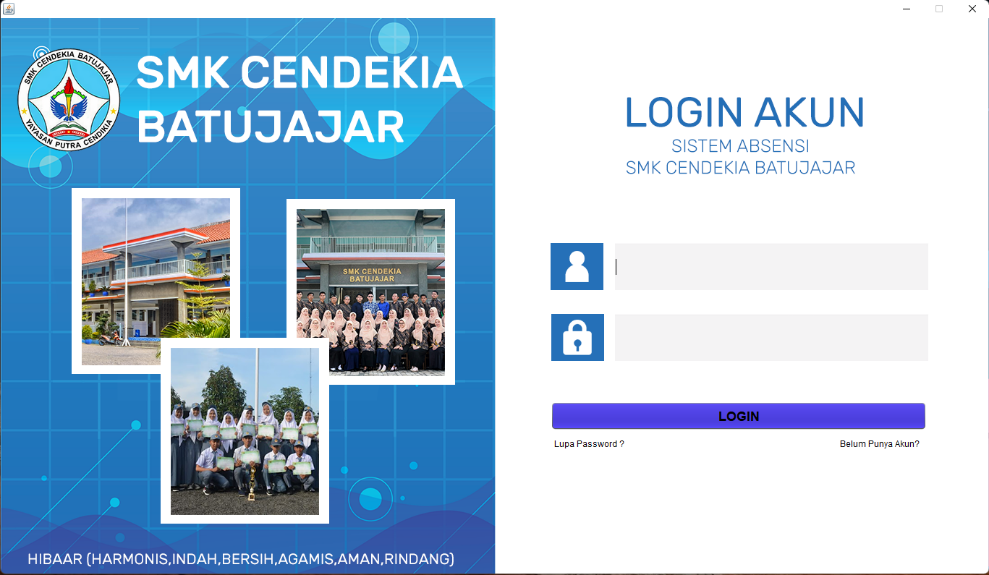 SMK CENDEKIA BATUJAJAR
YAYASAN PUTRA CENDIKIA
SMK CENDEKIA
BATUJAJAR
SMK CENDEKIA
BATUJAJAR
HIBAAR (HARMONIS,INDAH,BERSIH,AGAMIS,AMAN,RINDANG)
LOGIN AKUN
SISTEM ABSENSI
SMK CENDEKIA BATUJAJAR
LOGIN
Lupa Password ?
Belum Punya Akun?